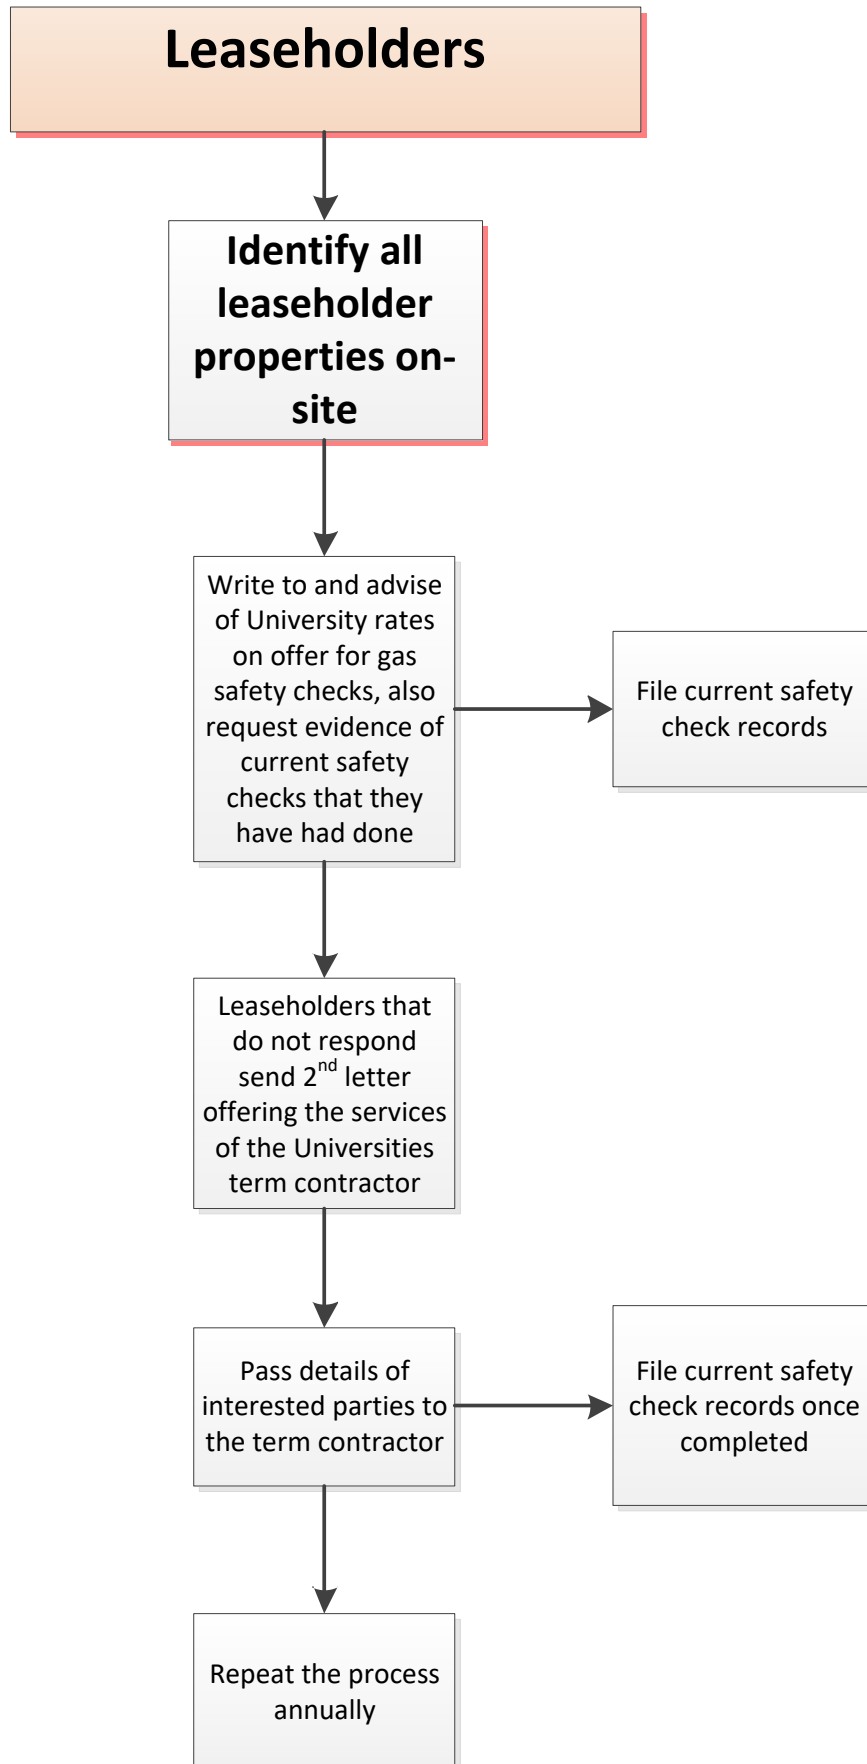 Leaseholders
Identify all
leaseholder
properties on-
site
Write to and advise
of University rates
on offer for gas
safety checks, also
request evidence of
current safety
checks that they
have had done
File current safety
check records
Leaseholders that
do not respond
send 2nd letter
offering the services
of the Universities
term contractor
Pass details of
interested parties to
the term contractor
File current safety
check records once
completed
Repeat the process
annually